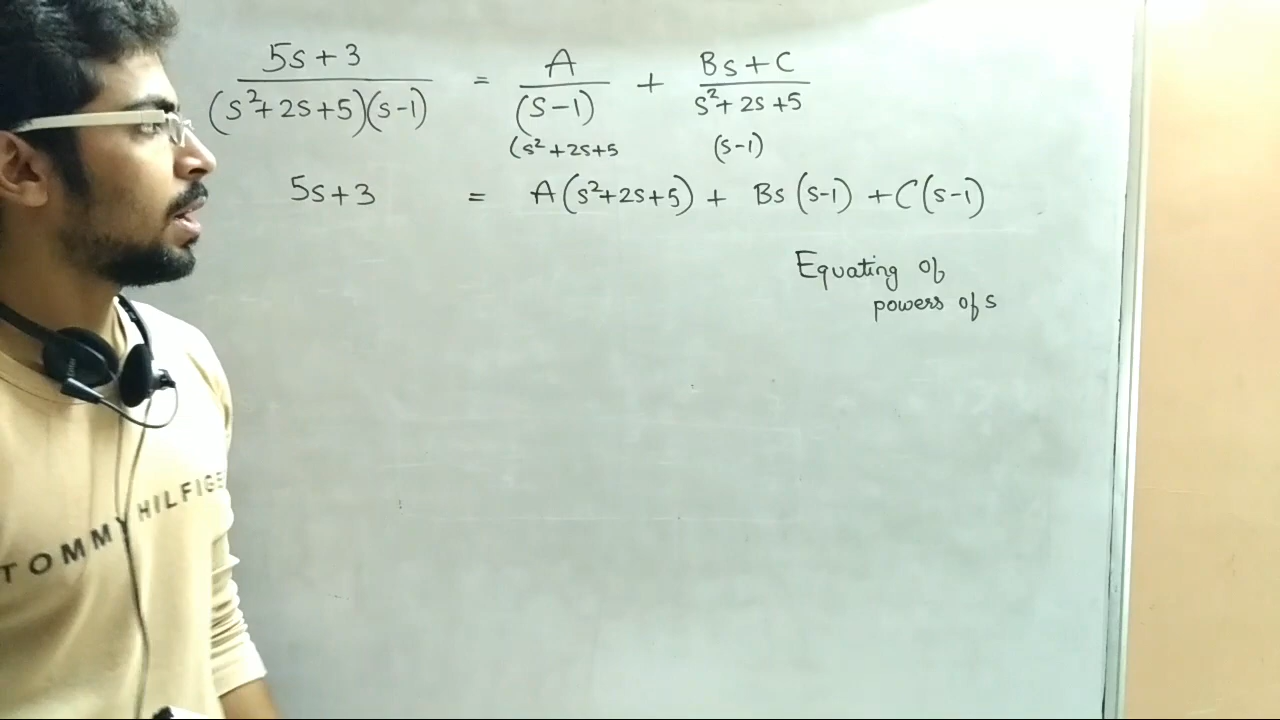 5s+3 / (s²+2s+5)(s-1) = A / (s-1) + Bs+C / s²+2s+5
(s²+2s+5 (s-1)
5s+3 = A(s²+2s+5) + Bs(s-1) + C(s-1)
Equating of
powers of s
TOMMY HILFIGE